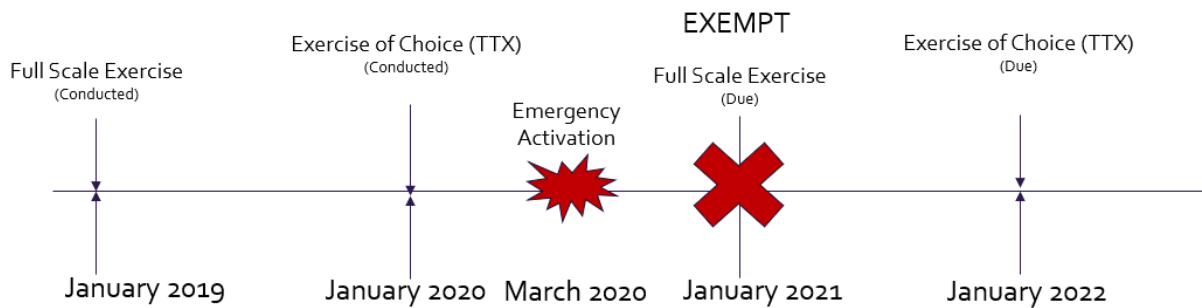 Full Scale Exercise
(Conducted)
Exercise of Choice (TTX)
(Conducted)
Emergency
Activation
EXEMPT
Full Scale Exercise
(Due)
Exercise of Choice (TTX)
(Due)
January 2019
January 2020
March 2020
January 2021
January 2022